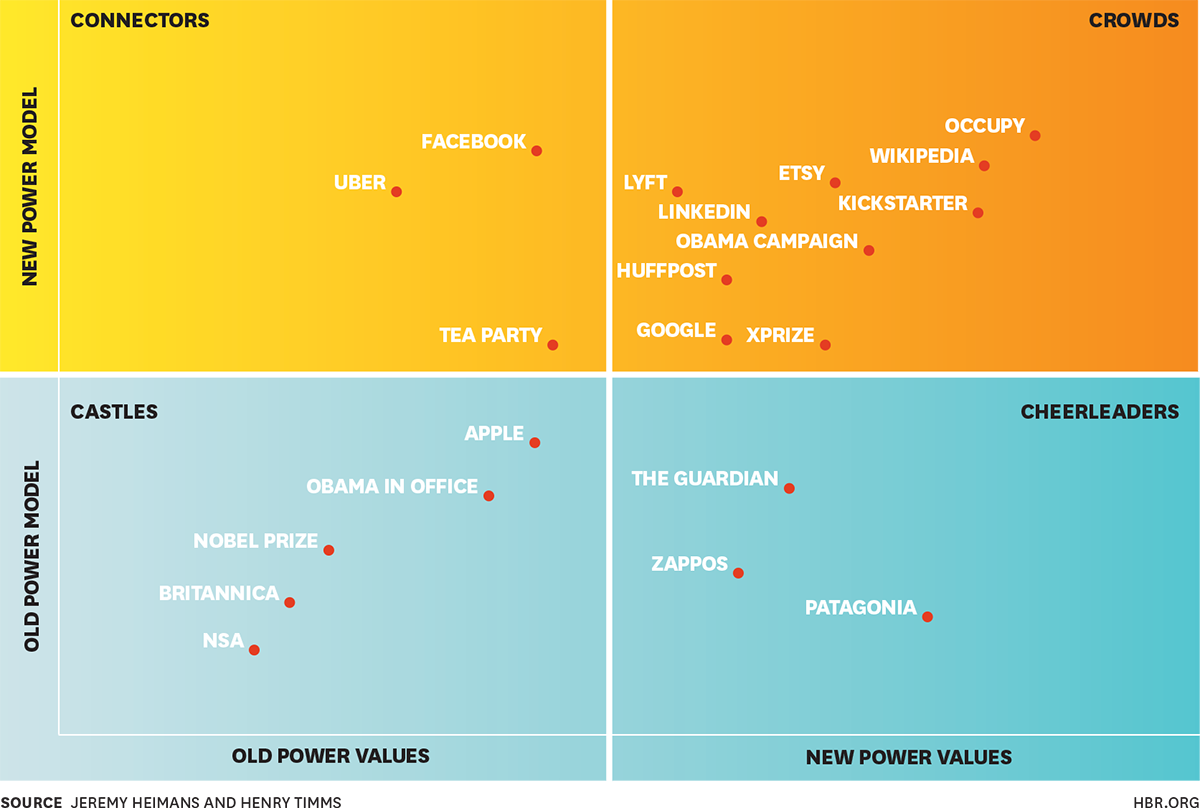 CONNECTORS
CROWDS
NEW POWER MODEL
OCCUPY
FACEBOOK
WIKIPEDIA
ETSY
UBER
LYFT
KICKSTARTER
LINKEDIN
OBAMA CAMPAIGN
HUFFPOST
GOOGLE
XPRIZE
TEA PARTY
CASTLES
CHEERLEADERS
OLD POWER MODEL
APPLE
THE GUARDIAN
OBAMA IN OFFICE
NOBEL PRIZE
ZAPPOS
BRITANNICA
PATAGONIA
NSA
OLD POWER VALUES
NEW POWER VALUES
SOURCE JEREMY HEIMANS AND HENRY TIMMS
HBR.ORG